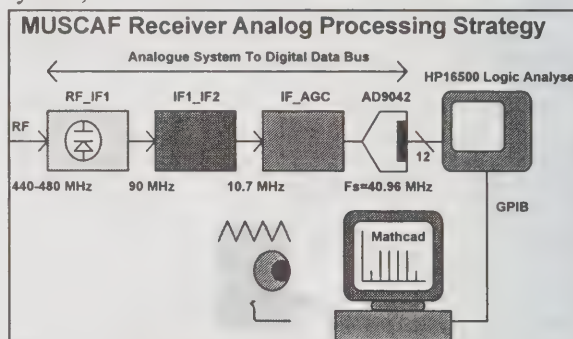 MUSCAF Receiver Analog Processing Strategy
Analogue System To Digital Data Bus
HP16500 Logic Analyse
RF_IF1 IF1_IF2 IF_AGC AD9042
RF
12
440-480 MHz 90 MHz 10.7 MHz Fs=40.96 MHz
GPIB
Mathcad